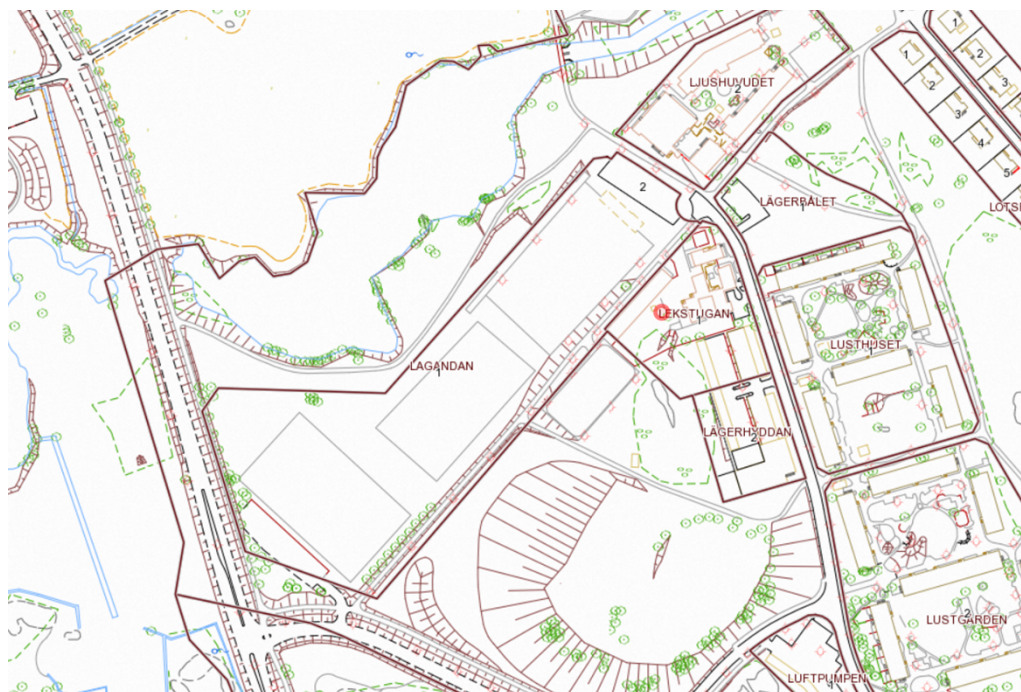 1
1
2
2
3
3
4
5
LJUSHUVUDET
2
2
LÄGERBÅLET
1
LEKSTUGAN
4
LUSTHUSET
1
LAGANDAN
1
LÄGERHYDDAN
2
2
LUSTGÅRDEN
LUFTPUMPEN